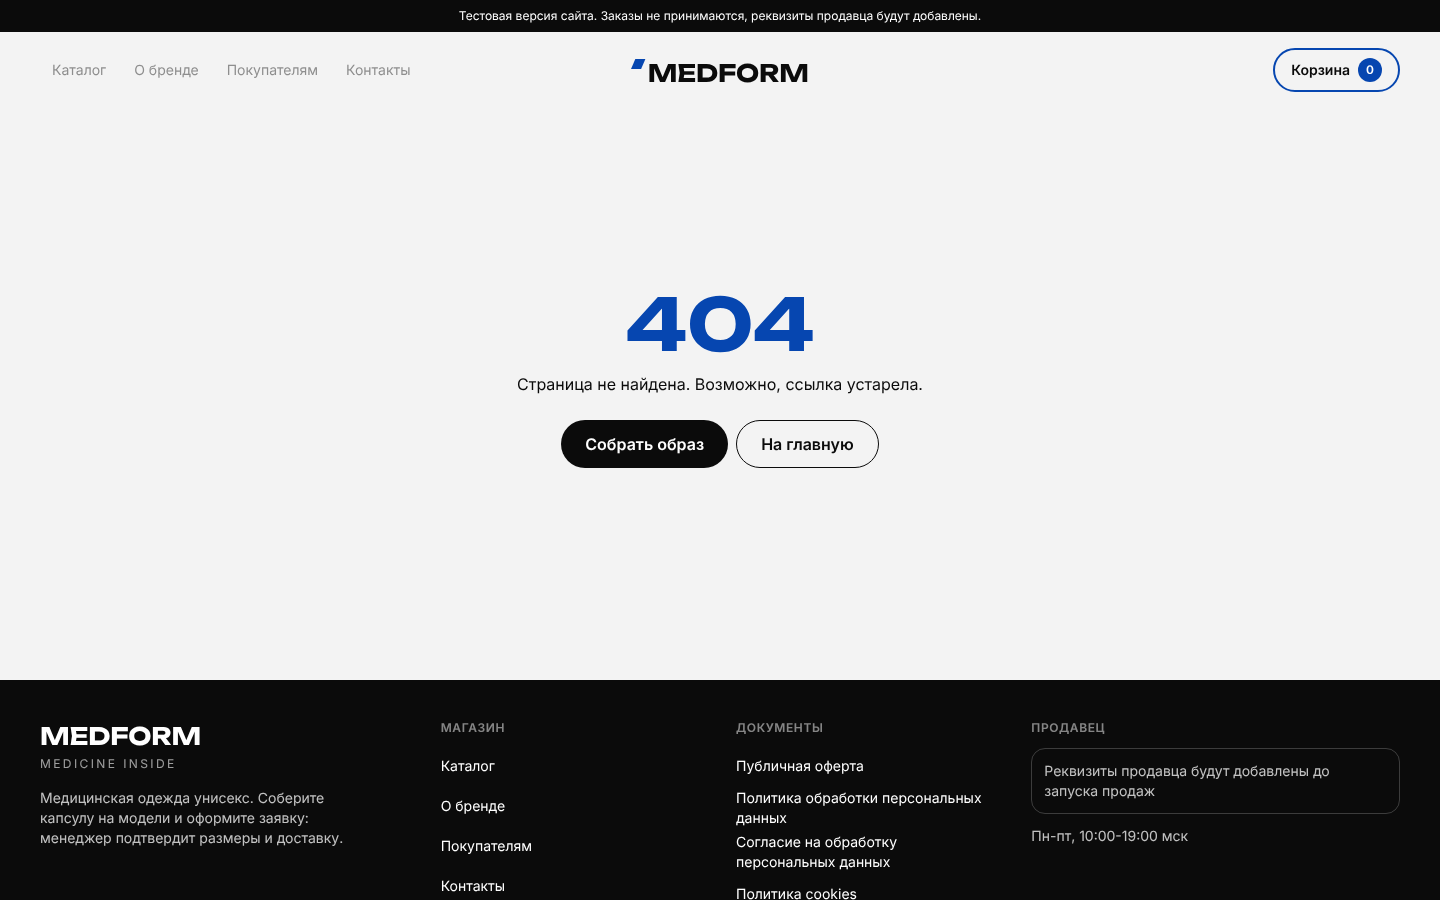 Тестовая версия сайта. Заказы не принимаются, реквизиты продавца будут добавлены.
Каталог О бренде Покупателям Контакты
MEDFORM
Корзина 0
404
Страница не найдена. Возможно, ссылка устарела.
Собрать образ На главную
MEDFORM
MEDICINE INSIDE
Медицинская одежда унисекс. Соберите
капсулу на модели и оформите заявку:
менеджер подтвердит размеры и доставку.
МАГАЗИН
Каталог
О бренде
Покупателям
Контакты
ДОКУМЕНТЫ
Публичная оферта
Политика обработки персональных
данных
Согласие на обработку
персональных данных
Политика cookies
ПРОДАВЕЦ
Реквизиты продавца будут добавлены до
запуска продаж
Пн-пт, 10:00-19:00 мск